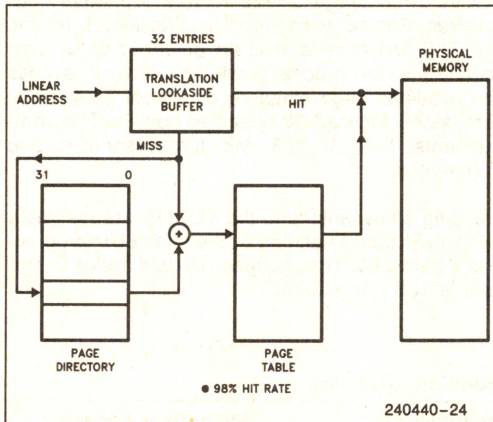 32 ENTRIES
TRANSLATION
LOOKASIDE
BUFFER
LINEAR
ADDRESS
HIT
PHYSICAL
MEMORY
MISS
31 0
+
PAGE
DIRECTORY
PAGE
TABLE
● 98% HIT RATE
240440-24